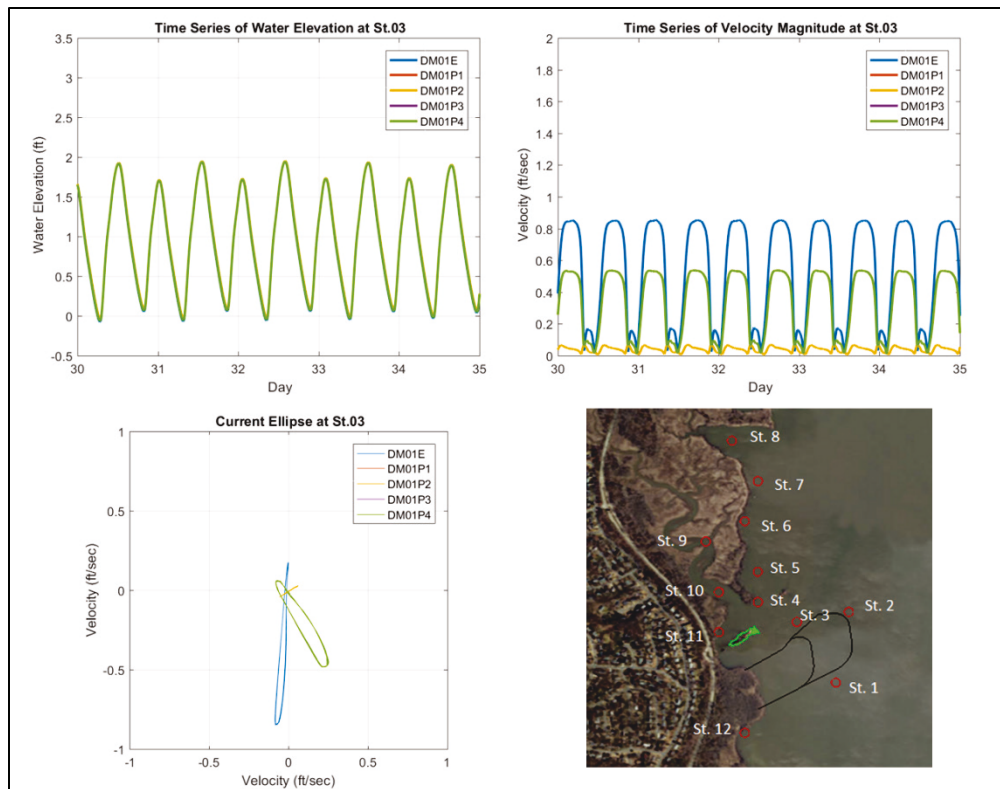 Time Series of Water Elevation at St.03
3.5
3
2.5
2
1.5
1
0.5
0
-0.5
Water Elevation (ft)
30
31
32
33
34
35
Day
DM01E
DM01P1
DM01P2
DM01P3
DM01P4
Time Series of Velocity Magnitude at St.03
2
1.8
1.6
1.4
1.2
1
0.8
0.6
0.4
0.2
0
Velocity (ft/sec)
30
31
32
33
34
35
Day
DM01E
DM01P1
DM01P2
DM01P3
DM01P4
Current Ellipse at St.03
1
0.5
0
-0.5
-1
Velocity (ft/sec)
-1
-0.5
0
0.5
1
Velocity (ft/sec)
DM01E
DM01P1
DM01P2
DM01P3
DM01P4
St. 8
St. 7
St. 6
St. 9
St. 5
St. 10
St. 4
St. 2
St. 3
St. 11
St. 1
St. 12